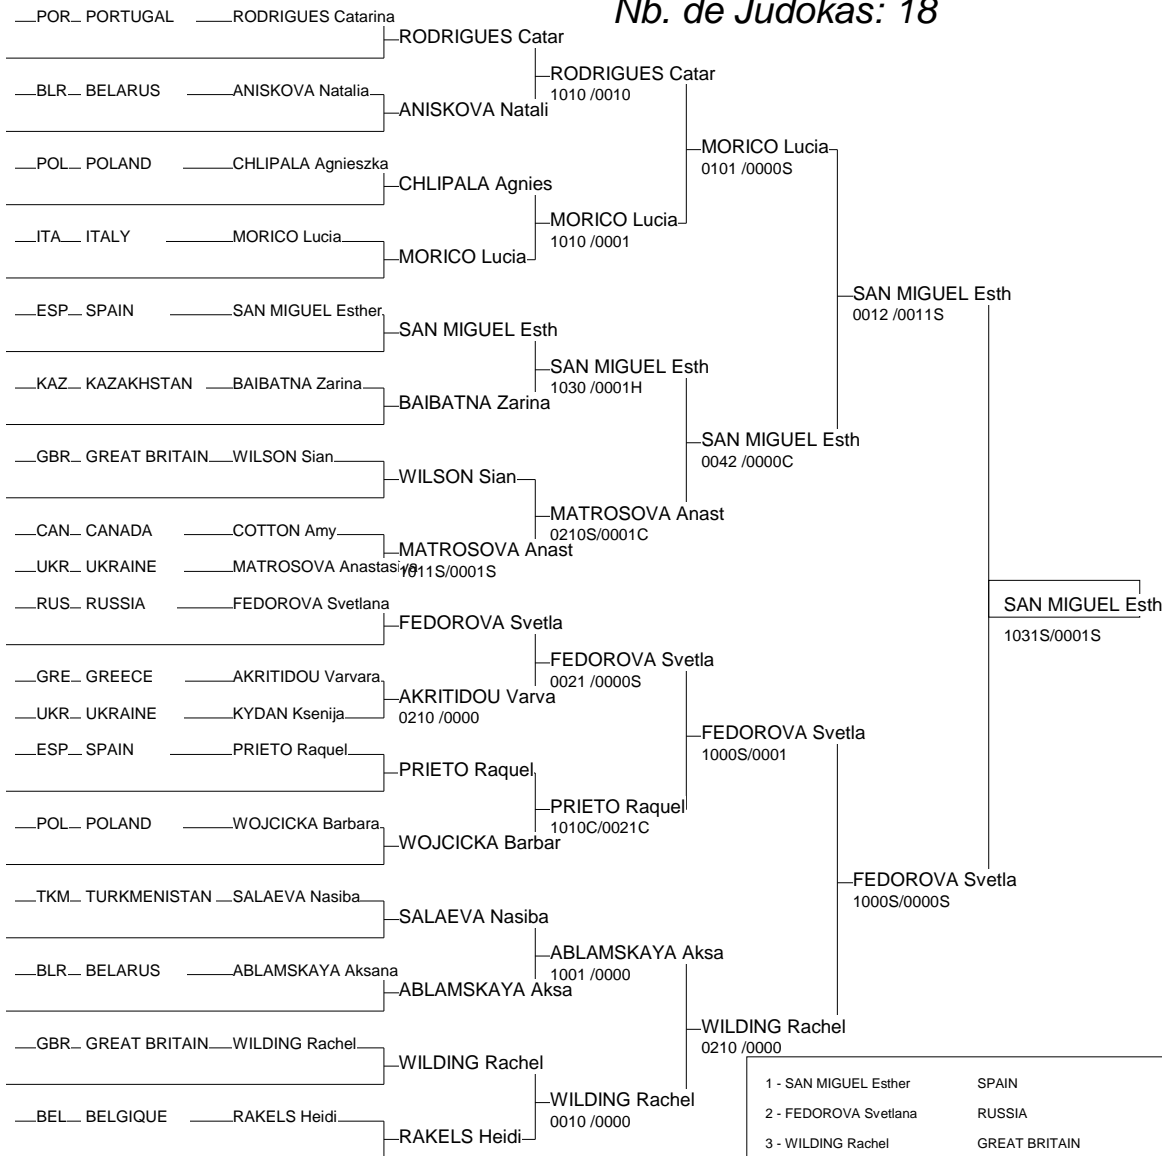 Nb. de Judokas: 18
POR PORTUGAL RODRIGUES Catarina
RODRIGUES Catar
RODRIGUES Catar
1010 /0010
BLR BELARUS ANISKOVA Natalia
ANISKOVA Natali
MORICO Lucia
0101 /0000S
POL POLAND CHLIPALA Agnieszka
CHLIPALA Agnies
MORICO Lucia
1010 /0001
ITA ITALY MORICO Lucia
MORICO Lucia
SAN MIGUEL Esth
0012 /0011S
ESP SPAIN SAN MIGUEL Esther
SAN MIGUEL Esth
SAN MIGUEL Esth
1030 /0001H
KAZ KAZAKHSTAN BAIBATNA Zarina
BAIBATNA Zarina
SAN MIGUEL Esth
0042 /0000C
GBR GREAT BRITAIN WILSON Sian
WILSON Sian
MATROSOVA Anast
0210S/0001C
CAN CANADA COTTON Amy
MATROSOVA Anast
1011S/0001S
UKR UKRAINE MATROSOVA Anastasiya
SAN MIGUEL Esth
1031S/0001S
RUS RUSSIA FEDOROVA Svetlana
FEDOROVA Svetla
FEDOROVA Svetla
0021 /0000S
GRE GREECE AKRITIDOU Varvara
AKRITIDOU Varva
0210 /0000
UKR UKRAINE KYDAN Ksenija
FEDOROVA Svetla
1000S/0001
ESP SPAIN PRIETO Raquel
PRIETO Raquel
PRIETO Raquel
1010C/0021C
POL POLAND WOJCICKA Barbara
WOJCICKA Barbar
FEDOROVA Svetla
1000S/0000S
TKM TURKMENISTAN SALAEVA Nasiba
SALAEVA Nasiba
ABLAMSKAYA Aksa
1001 /0000
BLR BELARUS ABLAMSKAYA Aksana
ABLAMSKAYA Aksa
WILDING Rachel
0210 /0000
GBR GREAT BRITAIN WILDING Rachel
WILDING Rachel
WILDING Rachel
0010 /0000
BEL BELGIQUE RAKELS Heidi
RAKELS Heidi
1 - SAN MIGUEL Esther SPAIN
2 - FEDOROVA Svetlana RUSSIA
3 - WILDING Rachel GREAT BRITAIN